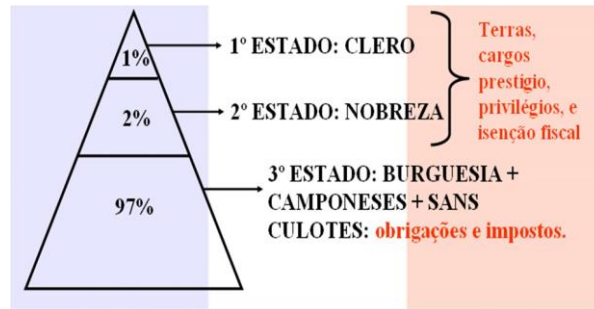 1%
1º ESTADO: CLERO
2%
2º ESTADO: NOBREZA
Terras,
cargos
prestigio,
privilégios, e
isenção fiscal
97%
3º ESTADO: BURGUESIA +
CAMPONESES + SANS
CULOTES: obrigações e impostos.